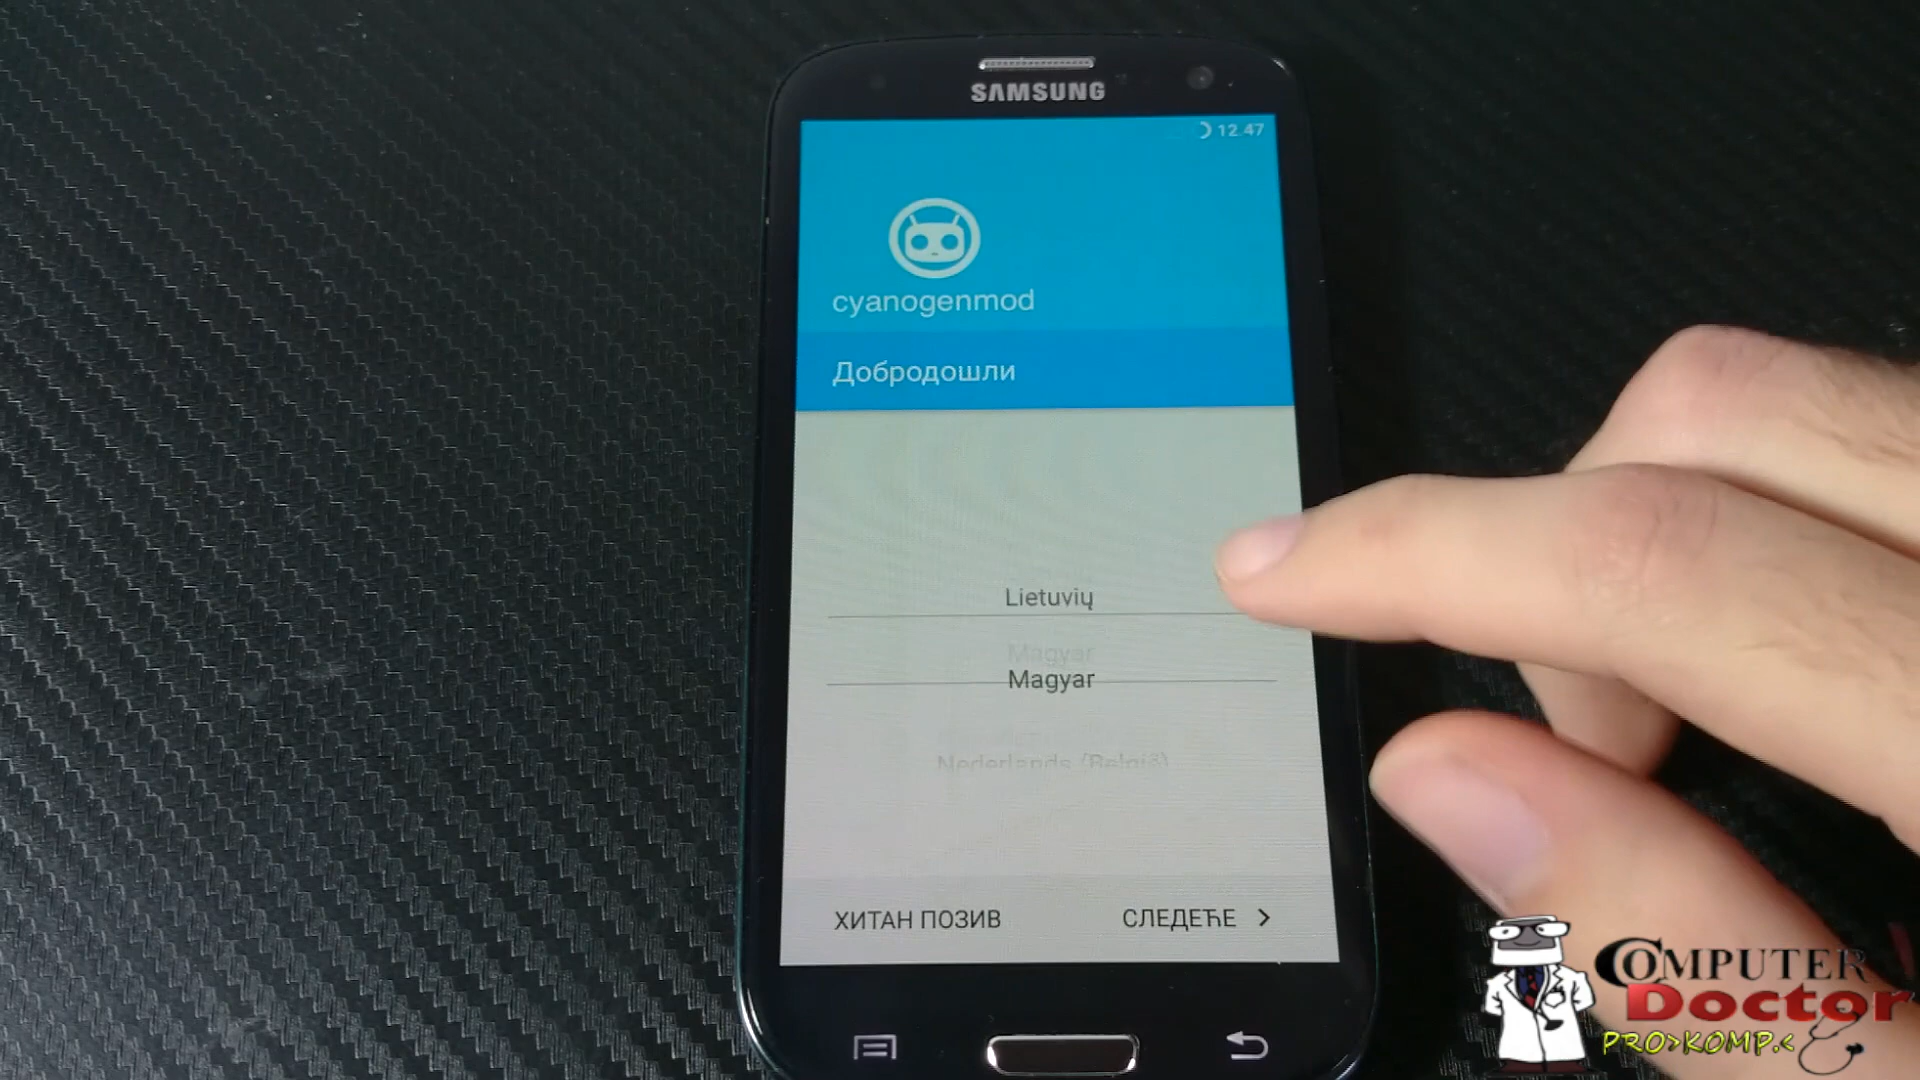 SAMSUNG
12.47
cyanogenmod
Добродошли
Lietuvių
Magyar
Magyar
Nederlands (België)
ХИТАН ПОЗИВ
СЛЕДЕЋЕ
COMPUTER
Doctor
PRO>KOMP.<